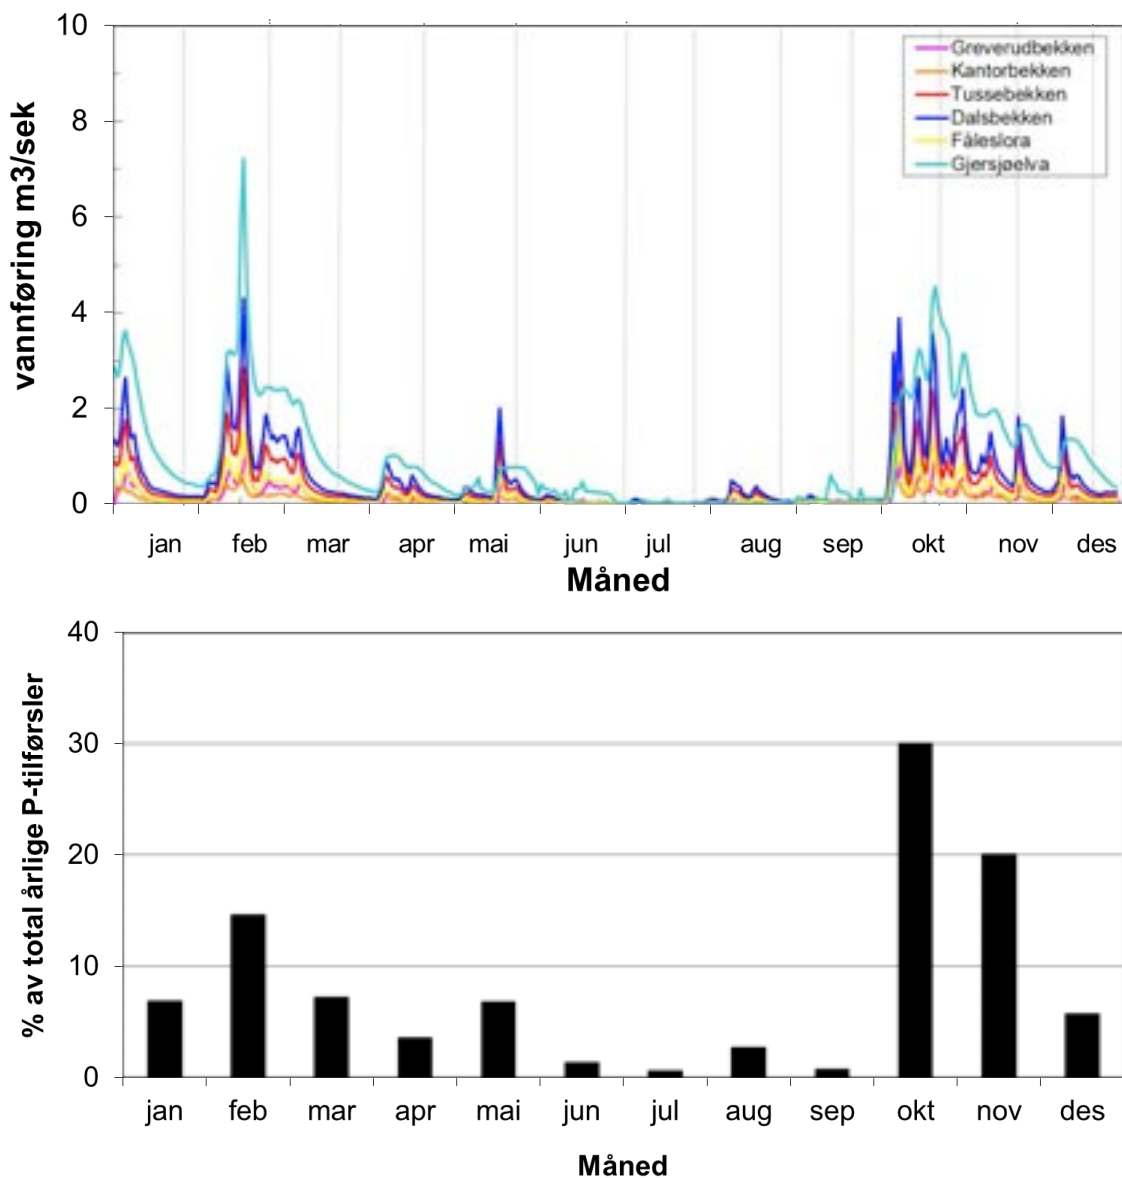 10
8
6
4
2
0
vannføring m3/sek
Greverudbekken
Kantorbekken
Tussebekken
Dalsbekken
Fåleslora
Gjersjøelva
jan feb mar apr mai jun jul aug sep okt nov des
Måned
40
30
20
10
0
% av total årlige P-tilførsler
jan feb mar apr mai jun jul aug sep okt nov des
Måned